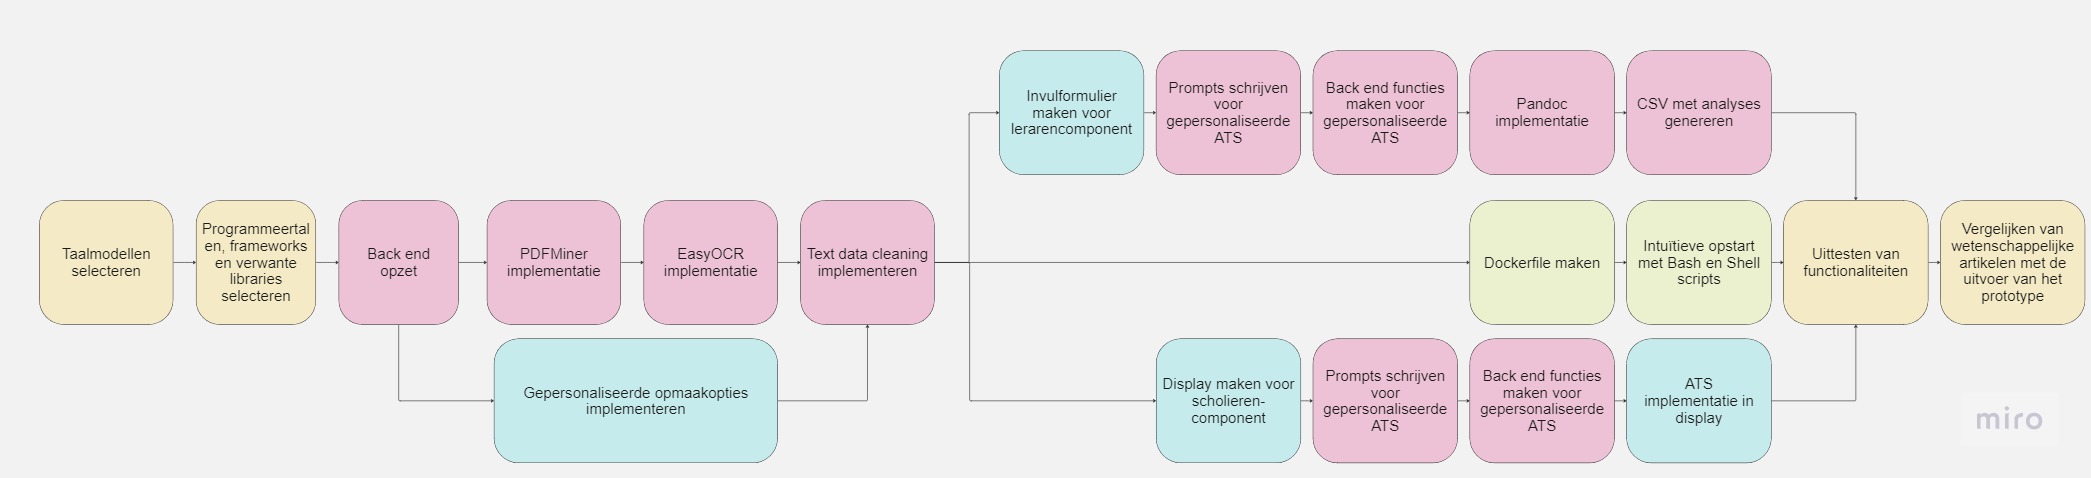 Taalmodellen
selecteren
Programmeertal
en, frameworks
en verwante
libraries
selecteren
Back end
opzet
PDFMiner
implementatie
EasyOCR
implementatie
Text data cleaning
implementeren
Gepersonaliseerde opmaakopties
implementeren
Invulformulier
maken voor
lerarencomponent
Prompts schrijven
voor
gepersonaliseerde
ATS
Back end functies
maken voor
gepersonaliseerde
ATS
Pandoc
implementatie
CSV met analyses
genereren
Dockerfile maken
Intuïtieve opstart
met Bash en Shell
scripts
Display maken voor
scholieren-
component
Prompts schrijven
voor
gepersonaliseerde
ATS
Back end functies
maken voor
gepersonaliseerde
ATS
ATS
implementatie in
display
Uittesten van
functionaliteiten
Vergelijken van
wetenschappelijke
artikelen met de
uitvoer van het
prototype
miro